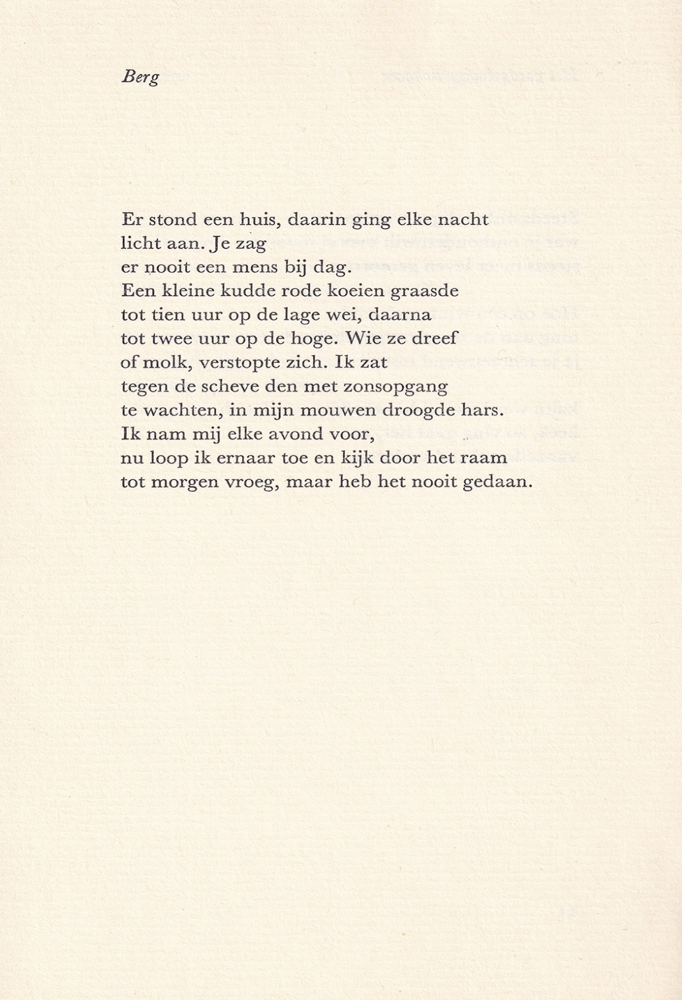 Berg
Er stond een huis, daarin ging elke nacht
licht aan. Je zag
er nooit een mens bij dag.
Een kleine kudde rode koeien graasde
tot tien uur op de lage wei, daarna
tot twee uur op de hoge. Wie ze dreef
of molk, verstopte zich. Ik zat
tegen de scheve den met zonsopgang
te wachten, in mijn mouwen droogde hars.
Ik nam mij elke avond voor,
nu loop ik ernaar toe en kijk door het raam
tot morgen vroeg, maar heb het nooit gedaan.